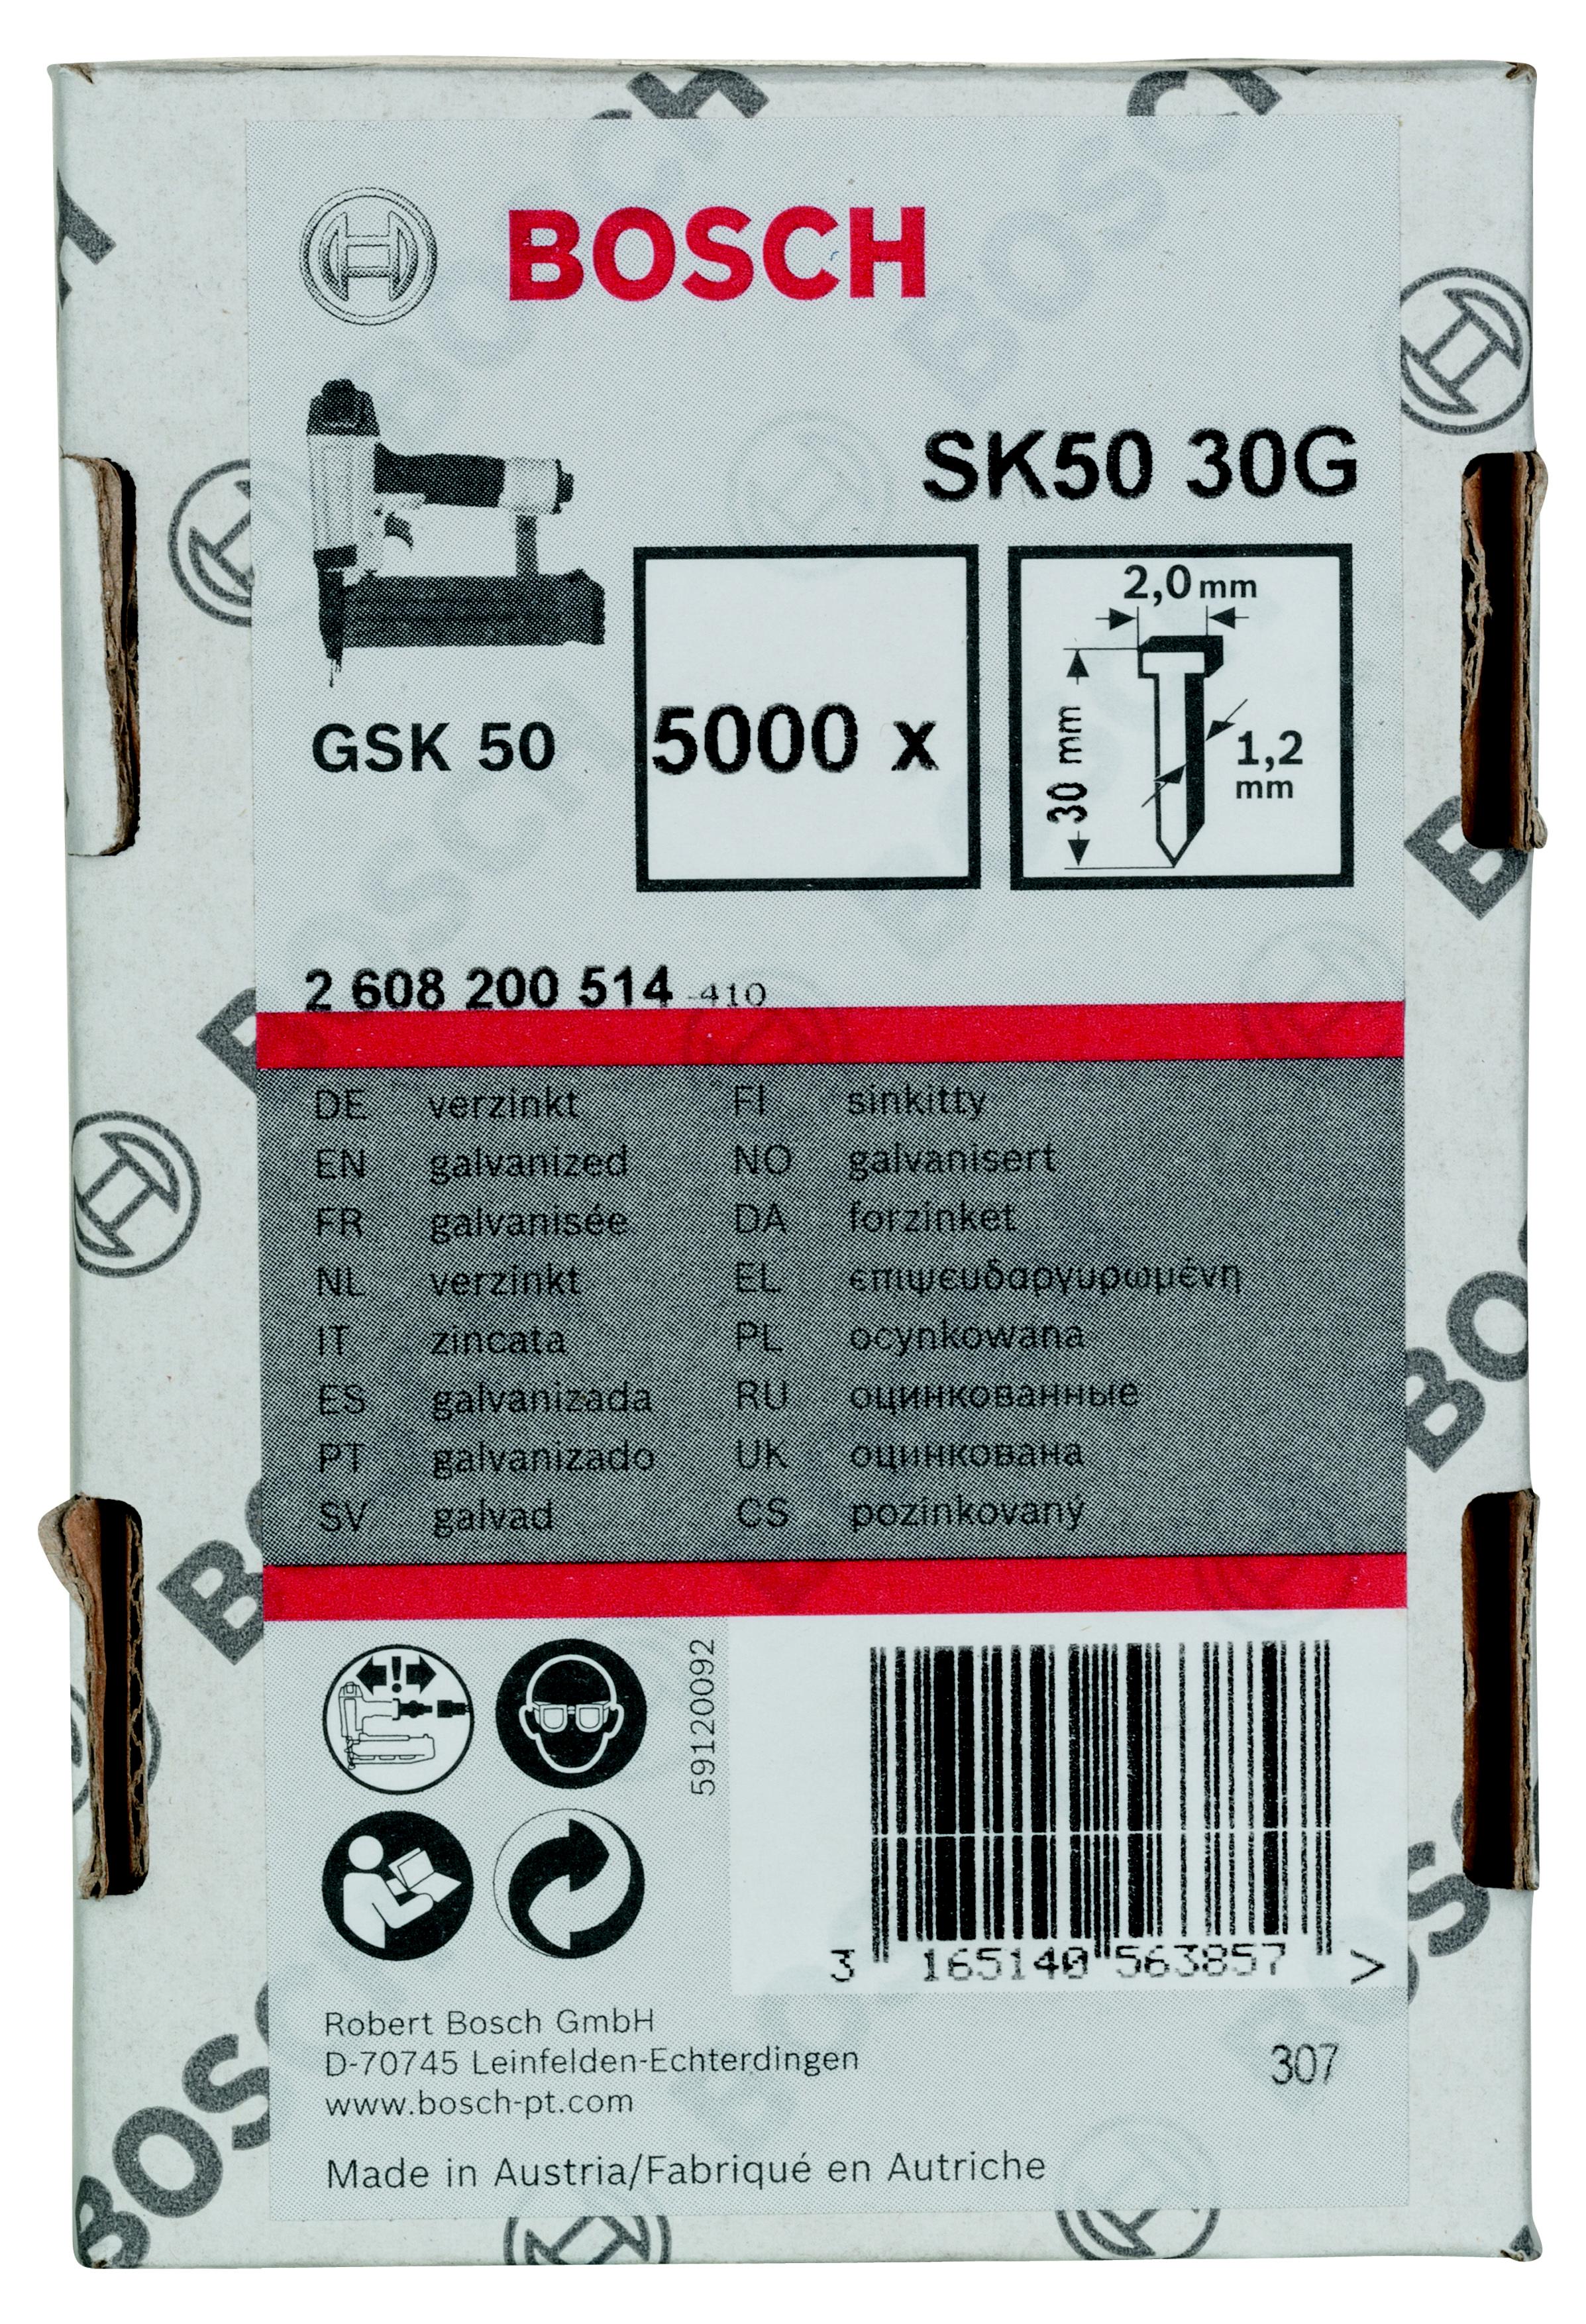 BOSCH
SK50 30G
2,0 mm
30 mm
1,2
mm
GSK 50
5000 x
2 608 200 514 -410
DE verzinkt
EN galvanized
FR galvanisée
NL verzinkt
IT zincata
ES galvanizada
PT galvanizado
SV galvad
FI sinkitty
NO galvanisert
DA forzinket
EL επιψευδαργυρωμένη
PL ocynkowana
RU оцинкованные
UK оцинкована
CS pozinkovaný
59120092
3 165140 563857 >
Robert Bosch GmbH
D-70745 Leinfelden-Echterdingen
www.bosch-pt.com
307
Made in Austria/Fabriqué en Autriche